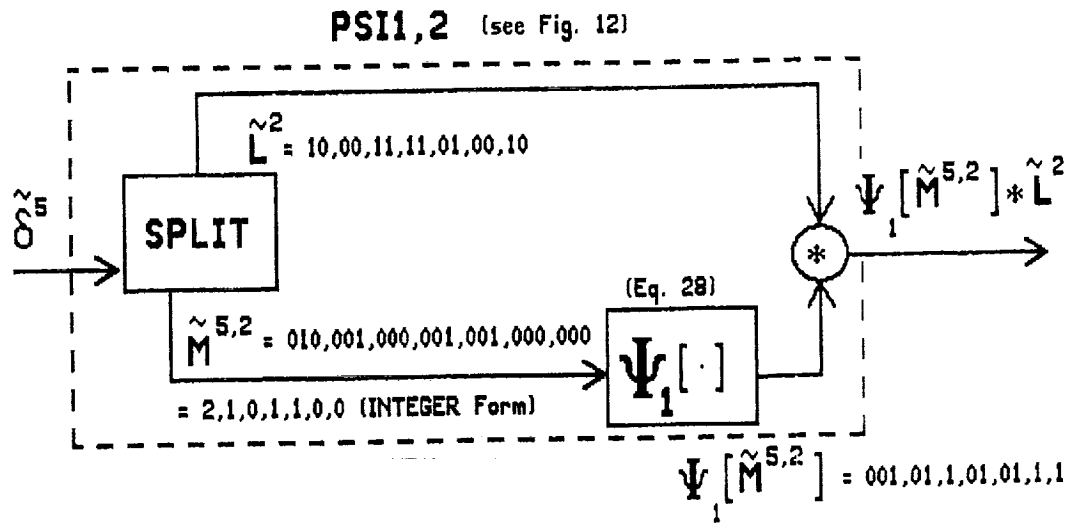 PSI1,2 (see Fig. 12)
L̃² = 10,00,11,11,01,00,10
δ̃⁵
SPLIT
Ψ₁[M̃⁵,²]*L̃²
*
(Eq. 28)
M̃⁵,² = 010,001,000,001,001,000,000
Ψ₁[·]
= 2,1,0,1,1,0,0 (INTEGER Form)
Ψ₁[M̃⁵,²] = 001,01,1,01,01,1,1